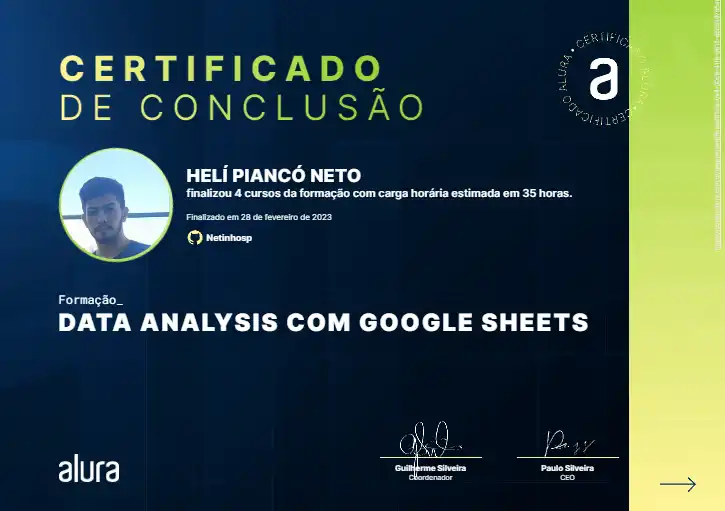 CERTIFICADO
DE CONCLUSÃO
CERTIFICADO ALURA • CERTIFICADO ALURA •
a
HELÍ PIANCÓ NETO
finalizou 4 cursos da formação com carga horária estimada em 35 horas.
Finalizado em 28 de fevereiro de 2023
Netinhosp
Formação_
DATA ANALYSIS COM GOOGLE SHEETS
Guilherme Silveira
Coordenador
Paulo Silveira
CEO
alura